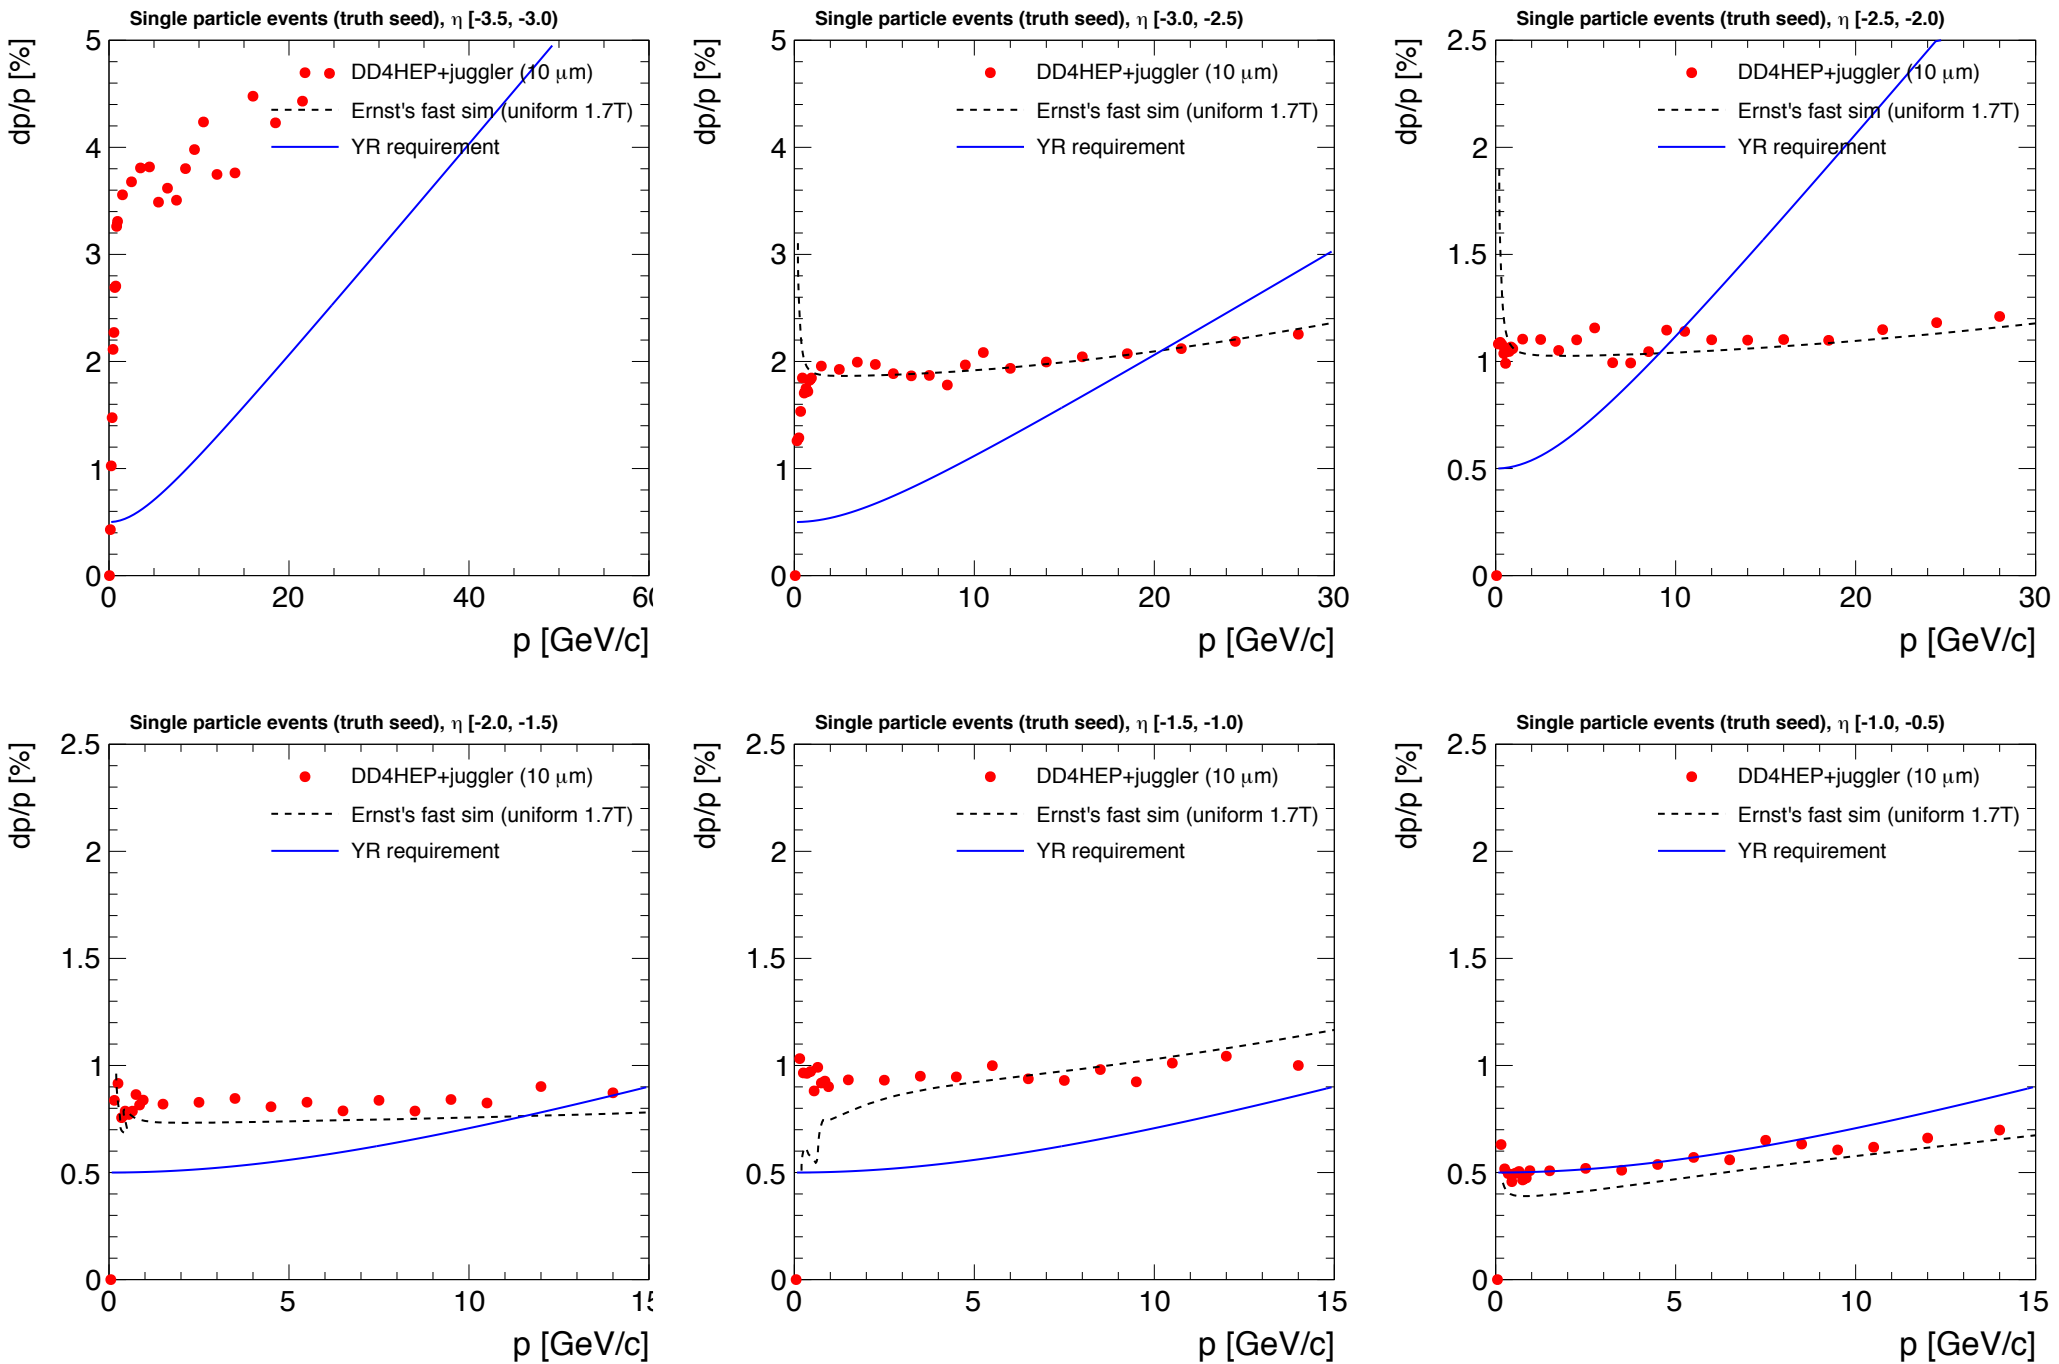 Single particle events (truth seed), η [-3.5, -3.0)
dp/p [%]
5
4
3
2
1
0
DD4HEP+juggler (10 μm)
Ernst's fast sim (uniform 1.7T)
YR requirement
0 20 40 60
p [GeV/c]
Single particle events (truth seed), η [-3.0, -2.5)
dp/p [%]
5
4
3
2
1
0
DD4HEP+juggler (10 μm)
Ernst's fast sim (uniform 1.7T)
YR requirement
0 10 20 30
p [GeV/c]
Single particle events (truth seed), η [-2.5, -2.0)
dp/p [%]
2.5
2
1.5
1
0.5
0
DD4HEP+juggler (10 μm)
Ernst's fast sim (uniform 1.7T)
YR requirement
0 10 20 30
p [GeV/c]
Single particle events (truth seed), η [-2.0, -1.5)
dp/p [%]
2.5
2
1.5
1
0.5
0
DD4HEP+juggler (10 μm)
Ernst's fast sim (uniform 1.7T)
YR requirement
0 5 10 15
p [GeV/c]
Single particle events (truth seed), η [-1.5, -1.0)
dp/p [%]
2.5
2
1.5
1
0.5
0
DD4HEP+juggler (10 μm)
Ernst's fast sim (uniform 1.7T)
YR requirement
0 5 10 15
p [GeV/c]
Single particle events (truth seed), η [-1.0, -0.5)
dp/p [%]
2.5
2
1.5
1
0.5
0
DD4HEP+juggler (10 μm)
Ernst's fast sim (uniform 1.7T)
YR requirement
0 5 10 15
p [GeV/c]